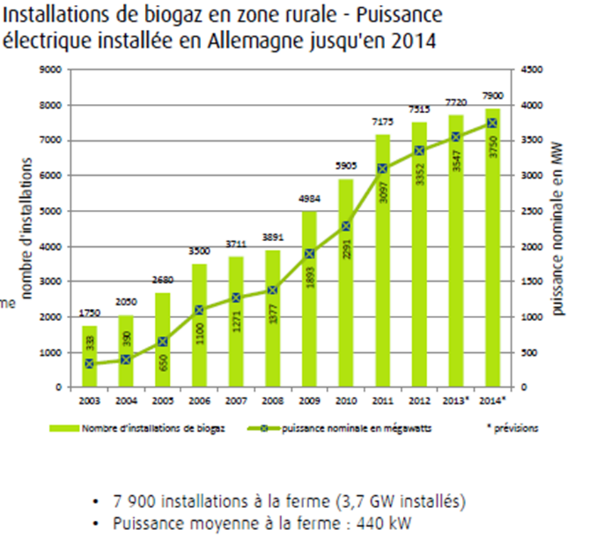 Installations de biogaz en zone rurale - Puissance
électrique installée en Allemagne jusqu'en 2014
9000
8000
7000
6000
5000
4000
3000
2000
1000
0
nombre d'installations
me
4500
4000
3500
3000
2500
2000
1500
1000
500
0
puissance nominale en MW
1750 2050 2680 3500 3711 3891 4984 5905 7175 7515 7720 7900
333 390 650 1100 1271 1377 1893 2291 3097 3352 3547 3750
2003 2004 2005 2006 2007 2008 2009 2010 2011 2012 2013* 2014*
Nombre d'installations de biogaz puissance nominale en mégawatts * prévisions
• 7 900 installations à la ferme (3,7 GW installés)
• Puissance moyenne à la ferme : 440 kW